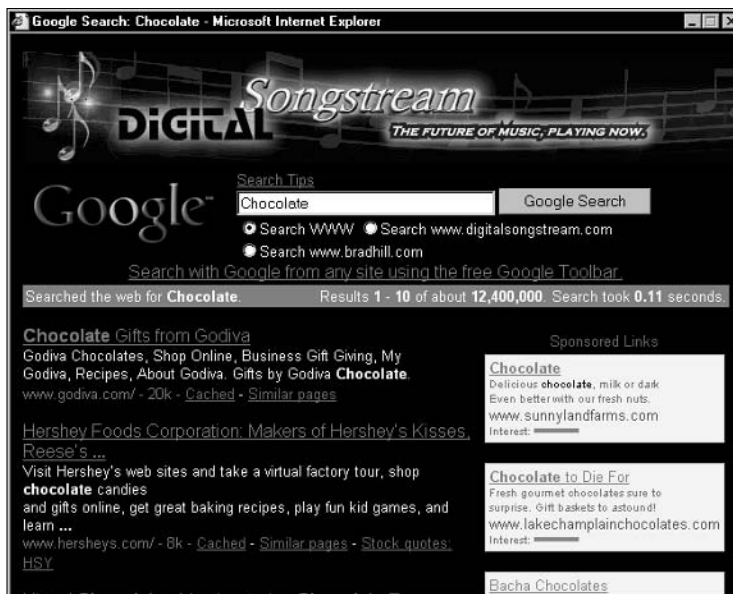 Google Search: Chocolate - Microsoft Internet Explorer
DiGiTAL Songstream
THE FUTURE OF MUSIC, PLAYING NOW.
Google™
Search Tips
Chocolate
Google Search
Search WWW Search www.digitalsongstream.com
Search www.bradhill.com
Search with Google from any site using the free Google Toolbar.
Searched the web for Chocolate. Results 1 - 10 of about 12,400,000. Search took 0.11 seconds.
Chocolate Gifts from Godiva
Godiva Chocolates, Shop Online, Business Gift Giving, My
Godiva, Recipes, About Godiva. Gifts by Godiva Chocolate.
www.godiva.com/ - 20k - Cached - Similar pages
Hershey Foods Corporation: Makers of Hershey's Kisses,
Reese's ...
Visit Hershey's web sites and take a virtual factory tour, shop
chocolate candies
and gifts online, get great baking recipes, play fun kid games, and
learn ...
www.hersheys.com/ - 8k - Cached - Similar pages - Stock quotes:
HSY
Sponsored Links
Chocolate
Delicious chocolate, milk or dark
Even better with our fresh nuts.
www.sunnylandfarms.com
Interest:
Chocolate to Die For
Fresh gourmet chocolates sure to
surprise. Gift baskets to astound!
www.lakechamplainchocolates.com
Interest:
Bacha Chocolates